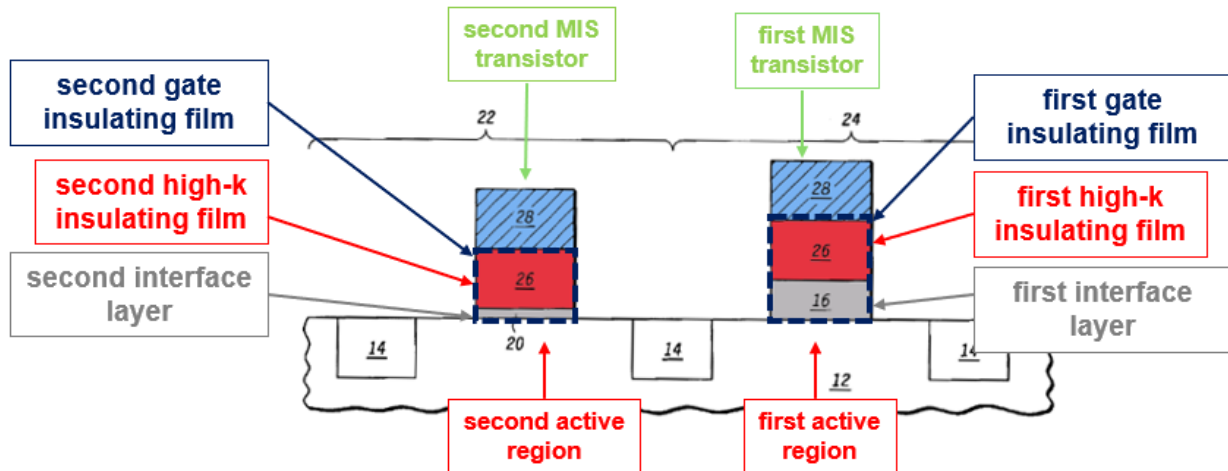 second MIS
transistor
first MIS
transistor
second gate
insulating film
first gate
insulating film
22
24
second high-k
insulating film
first high-k
insulating film
28
28
26
26
second interface
layer
first interface
layer
16
20
14
14
14
12
second active
region
first active
region